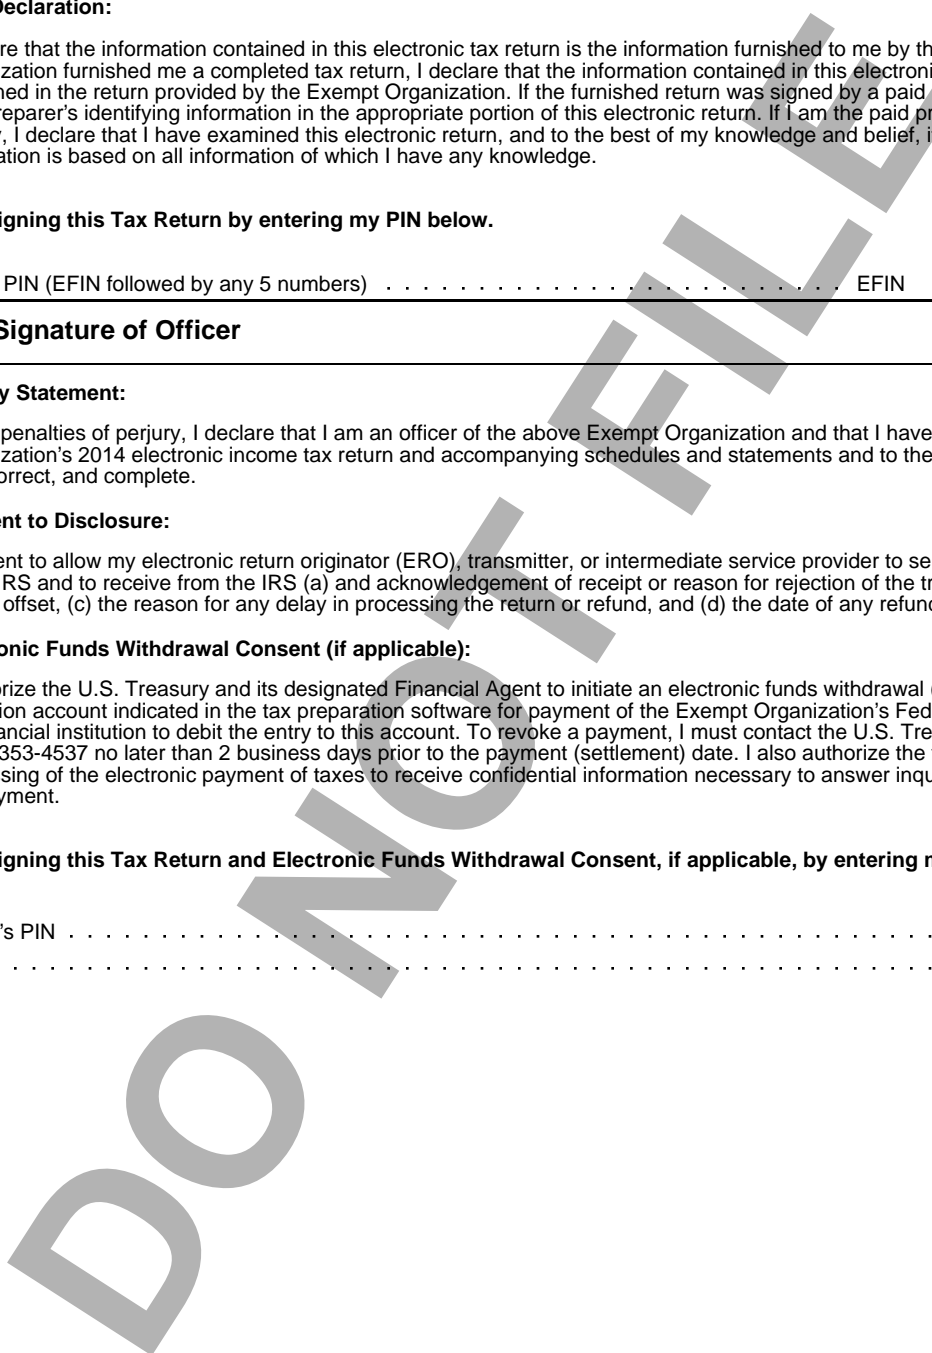 Declaration:
re that the information contained in this electronic tax return is the information furnished to me by th
ization furnished me a completed tax return, I declare that the information contained in this electroni
ned in the return provided by the Exempt Organization. If the furnished return was signed by a paid
reparer's identifying information in the appropriate portion of this electronic return. If I am the paid pr
y, I declare that I have examined this electronic return, and to the best of my knowledge and belief, i
ation is based on all information of which I have any knowledge.
igning this Tax Return by entering my PIN below.
PIN (EFIN followed by any 5 numbers) . . . . . . . . . . . . . . . . . . . . EFIN
Signature of Officer
y Statement:
penalties of perjury, I declare that I am an officer of the above Exempt Organization and that I have
ization's 2014 electronic income tax return and accompanying schedules and statements and to the
orrect, and complete.
ent to Disclosure:
ent to allow my electronic return originator (ERO), transmitter, or intermediate service provider to se
IRS and to receive from the IRS (a) and acknowledgement of receipt or reason for rejection of the tr
offset, (c) the reason for any delay in processing the return or refund, and (d) the date of any refund
onic Funds Withdrawal Consent (if applicable):
orize the U.S. Treasury and its designated Financial Agent to initiate an electronic funds withdrawal (
ion account indicated in the tax preparation software for payment of the Exempt Organization's Fed
ancial institution to debit the entry to this account. To revoke a payment, I must contact the U.S. Tre
353-4537 no later than 2 business days prior to the payment (settlement) date. I also authorize the
sing of the electronic payment of taxes to receive confidential information necessary to answer inqu
yment.
igning this Tax Return and Electronic Funds Withdrawal Consent, if applicable, by entering m
's PIN . . . . . . . . . . . . . . . . . . . . . . . . . . . . . . . . . . . . . .
. . . . . . . . . . . . . . . . . . . . . . . . . . . . . . . . . . . . . . . .
DO NOT FILE